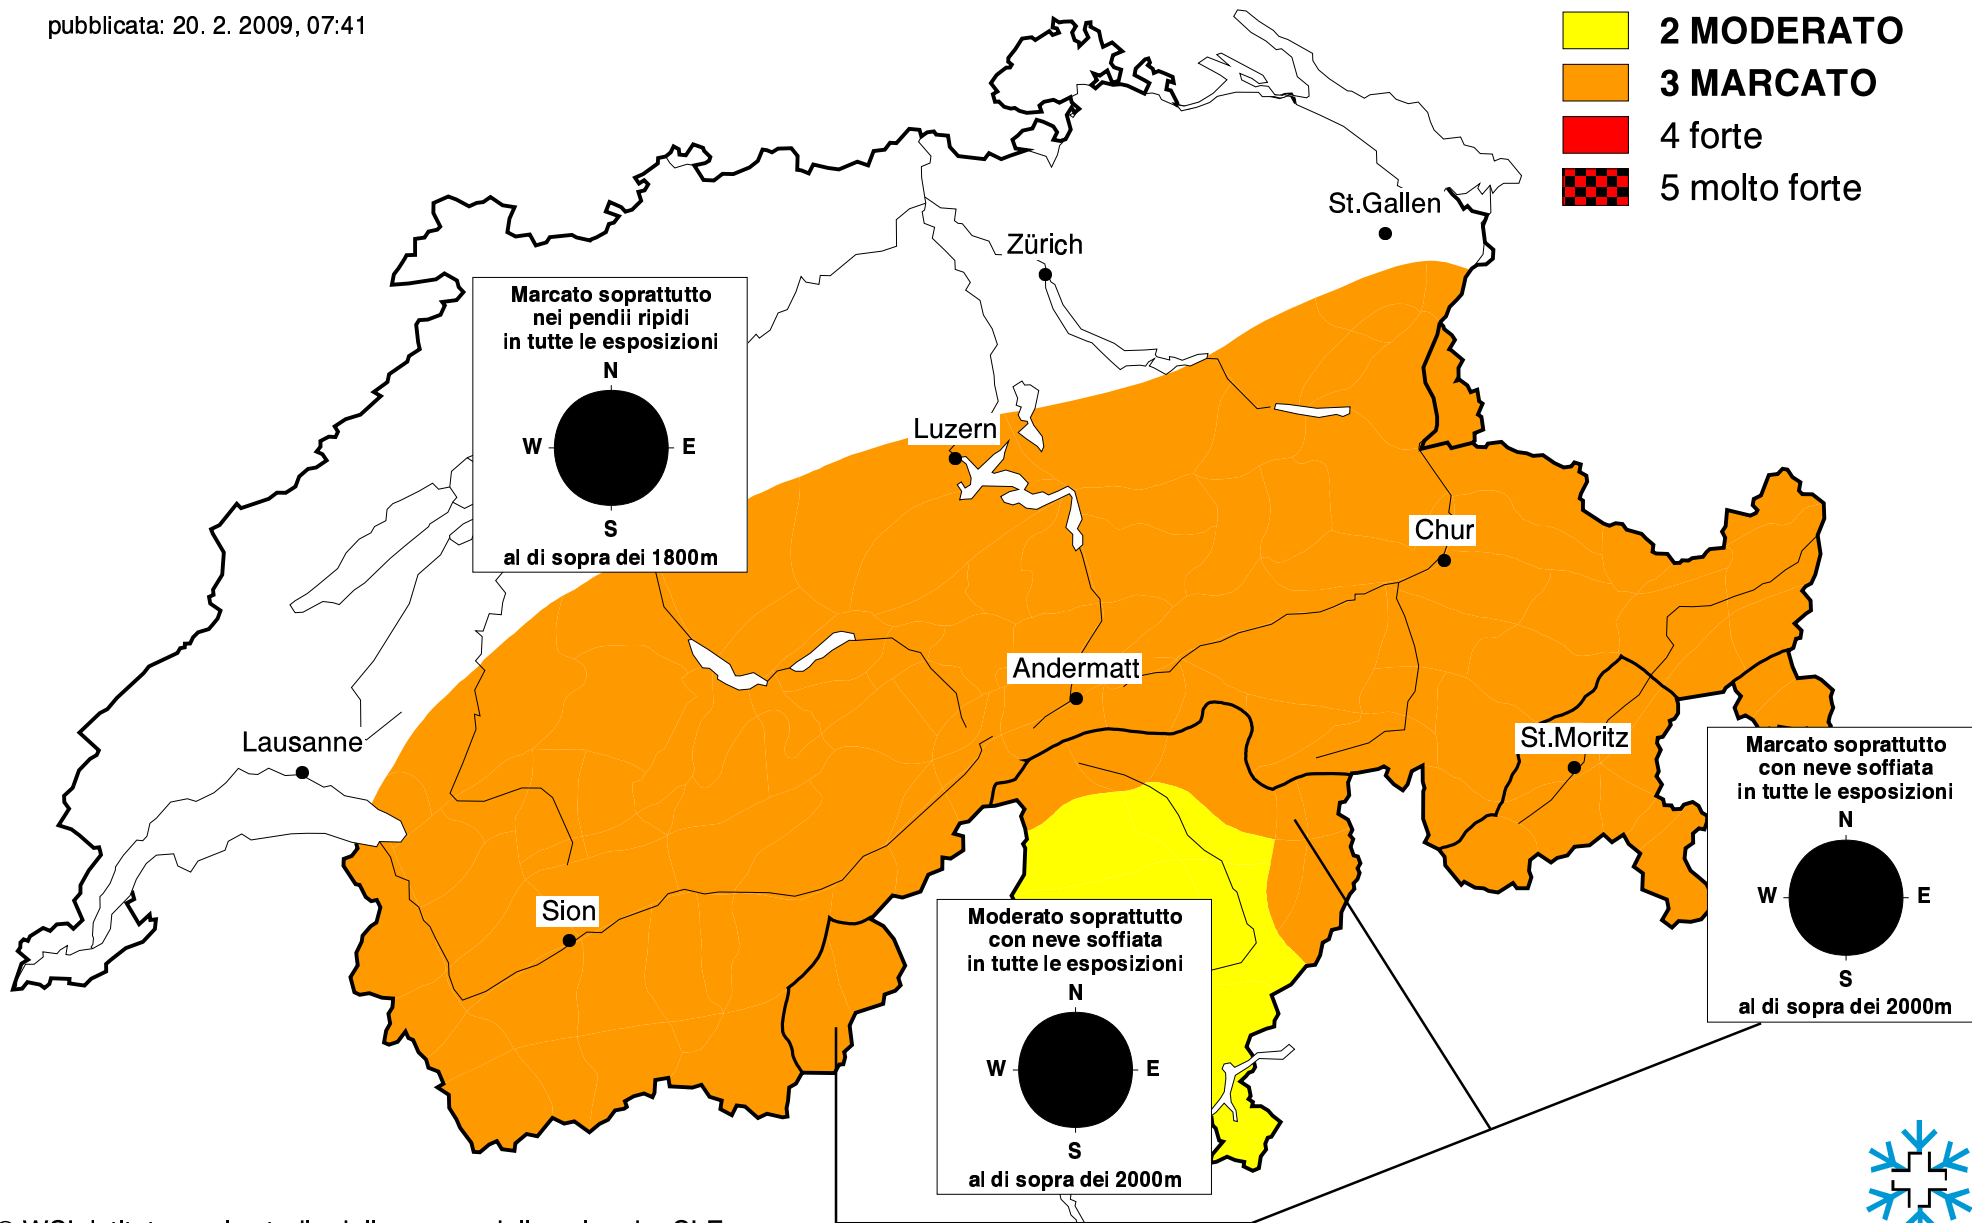 pubblicata: 20. 2. 2009, 07:41
2 MODERATO
3 MARCATO
4 forte
5 molto forte
St.Gallen
Zürich
Marcato soprattutto
nei pendii ripidi
in tutte le esposizioni
N
W E
S
al di sopra dei 1800m
Luzern
Chur
Andermatt
St.Moritz
Lausanne
Sion
Marcato soprattutto
con neve soffiata
in tutte le esposizioni
N
W E
S
al di sopra dei 2000m
Moderato soprattutto
con neve soffiata
in tutte le esposizioni
N
W E
S
al di sopra dei 2000m